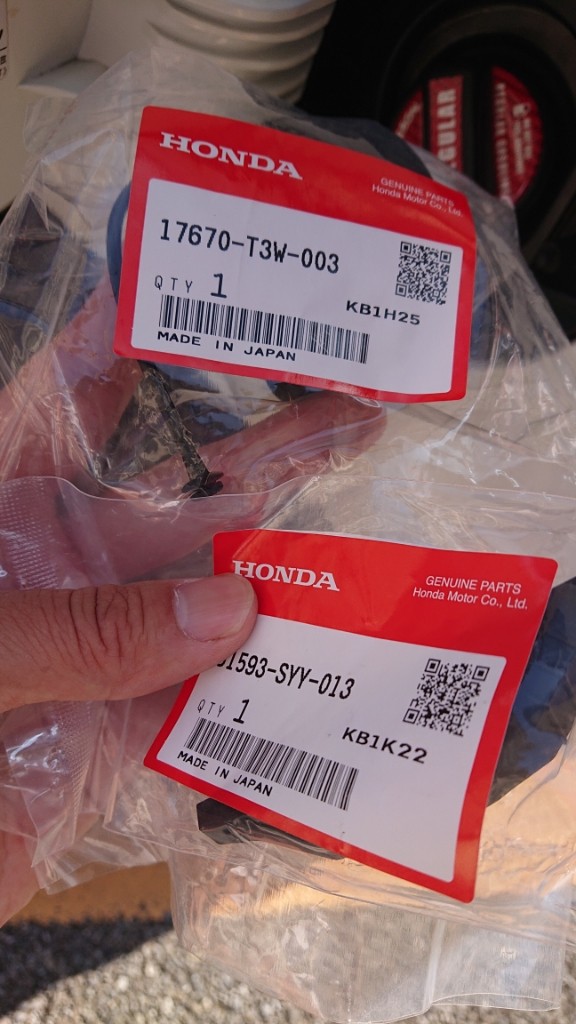 HONDA
GENUINE PARTS
Honda Motor Co., Ltd.
17670-T3W-003
QTY 1
KB1H25
MADE IN JAPAN
HONDA
GENUINE PARTS
Honda Motor Co., Ltd.
1593-SYY-013
QTY 1
KB1K22
MADE IN JAPAN